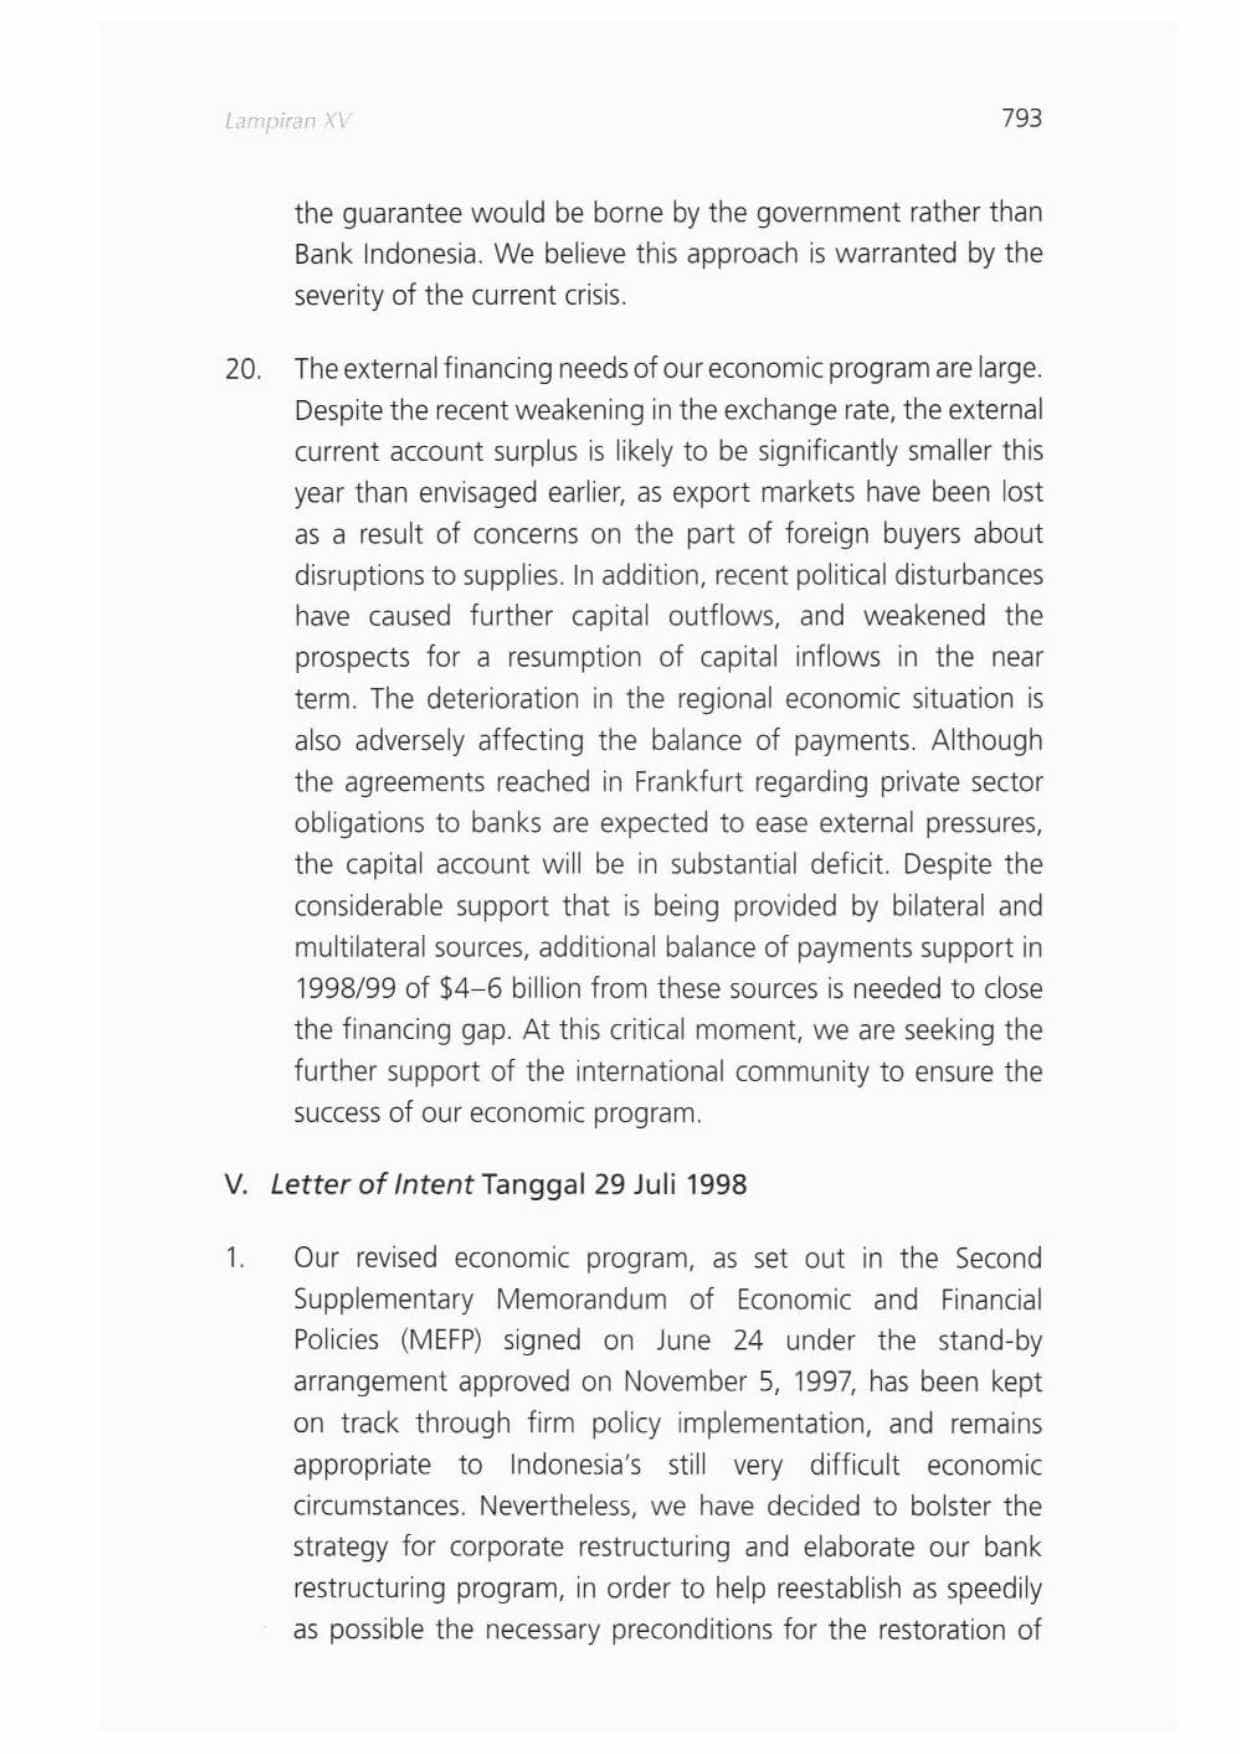 Lampiran XV 793
the guarantee would be borne by the government rather than
Bank Indonesia. We believe this approach is warranted by the
severity of the current crisis.
20. The external financing needs of our economic program are large.
Despite the recent weakening in the exchange rate, the external
current account surplus is likely to be significantly smaller this
year than envisaged earlier, as export markets have been lost
as a result of concerns on the part of foreign buyers about
disruptions to supplies. In addition, recent political disturbances
have caused further capital outflows, and weakened the
prospects for a resumption of capital inflows in the near
term. The deterioration in the regional economic situation is
also adversely affecting the balance of payments. Although
the agreements reached in Frankfurt regarding private sector
obligations to banks are expected to ease external pressures,
the capital account will be in substantial deficit. Despite the
considerable support that is being provided by bilateral and
multilateral sources, additional balance of payments support in
1998/99 of $4–6 billion from these sources is needed to close
the financing gap. At this critical moment, we are seeking the
further support of the international community to ensure the
success of our economic program.
V. Letter of Intent Tanggal 29 Juli 1998
1. Our revised economic program, as set out in the Second
Supplementary Memorandum of Economic and Financial
Policies (MEFP) signed on June 24 under the stand-by
arrangement approved on November 5, 1997, has been kept
on track through firm policy implementation, and remains
appropriate to Indonesia's still very difficult economic
circumstances. Nevertheless, we have decided to bolster the
strategy for corporate restructuring and elaborate our bank
restructuring program, in order to help reestablish as speedily
as possible the necessary preconditions for the restoration of